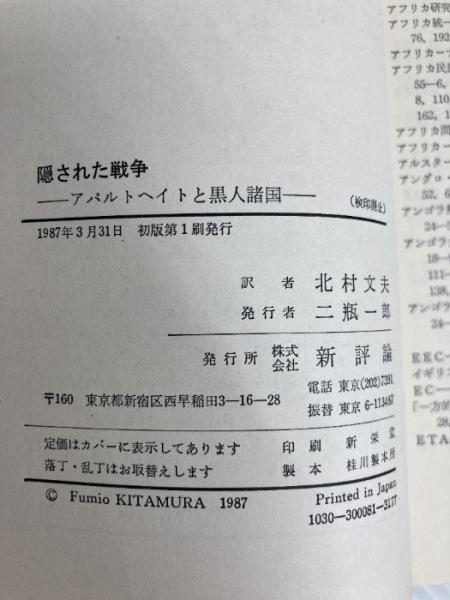 隠された戦争
——アパルトヘイトと黒人諸国——
(検印廃止)
1987年3月31日 初版第1刷発行
訳者 北村文夫
発行者 二瓶一郎
発行所 株式会社 新評論
〒160 東京都新宿区西早稲田3—16—28
電話 東京(202)7391
振替 東京6—113487
定価はカバーに表示してあります
落丁・乱丁はお取替えします
印刷 新栄堂
製本 桂川製本所
© Fumio KITAMURA 1987
Printed in Japan
1030—300081—3177
アフリカ研究
アフリカ統一
76, 192
アフリカーナ
アフリカ民族
55—6,
8, 110,
162, 1
アフリカ問
アフリカー
アルスター
アングロ・
52, 6
アンゴラ
24—5
アンゴラ
18—9
111—
138,
アンゴラ
24—
EEC—
イギリス
EC—
「一方的
28,
ETA